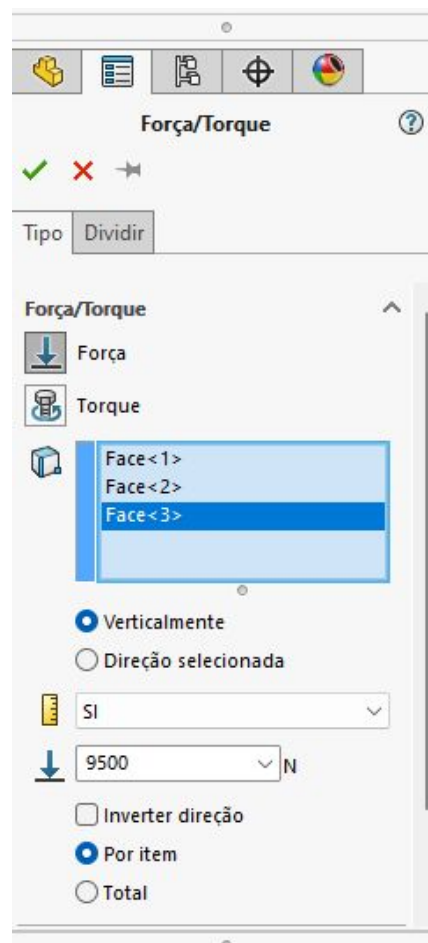 Força/Torque
?
Tipo Dividir
Força/Torque
Força
Torque
Face<1>
Face<2>
Face<3>
Verticalmente
Direção selecionada
SI
9500 N
Inverter direção
Por item
Total